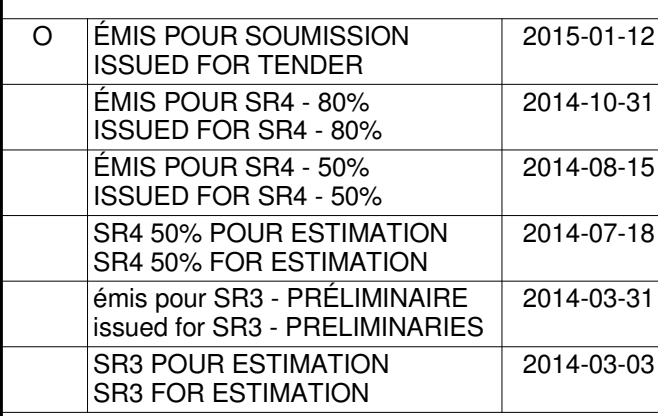 O ÉMIS POUR SOUMISSION 2015-01-12
ISSUED FOR TENDER
ÉMIS POUR SR4 - 80% 2014-10-31
ISSUED FOR SR4 - 80%
ÉMIS POUR SR4 - 50% 2014-08-15
ISSUED FOR SR4 - 50%
SR4 50% POUR ESTIMATION 2014-07-18
SR4 50% FOR ESTIMATION
émis pour SR3 - PRÉLIMINAIRE 2014-03-31
issued for SR3 - PRELIMINARIES
SR3 POUR ESTIMATION 2014-03-03
SR3 FOR ESTIMATION